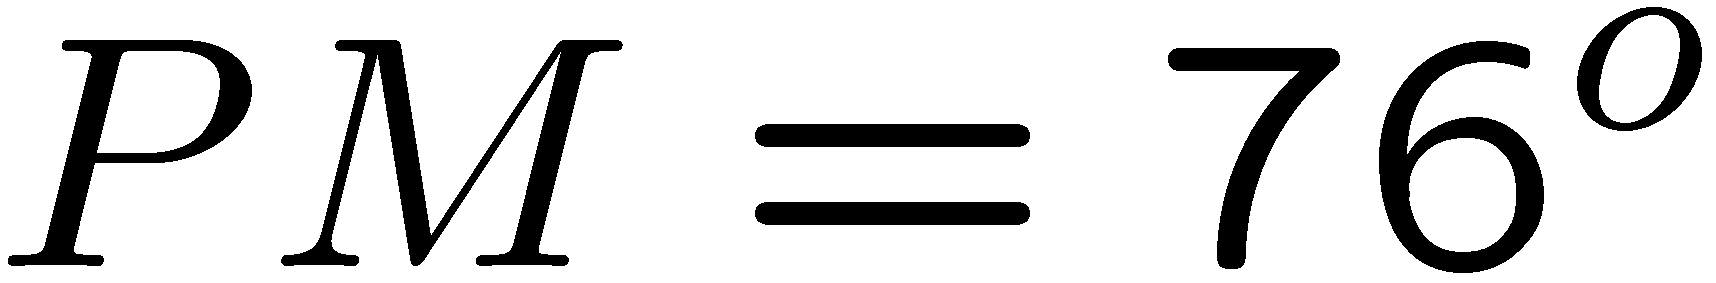 PM = 76°